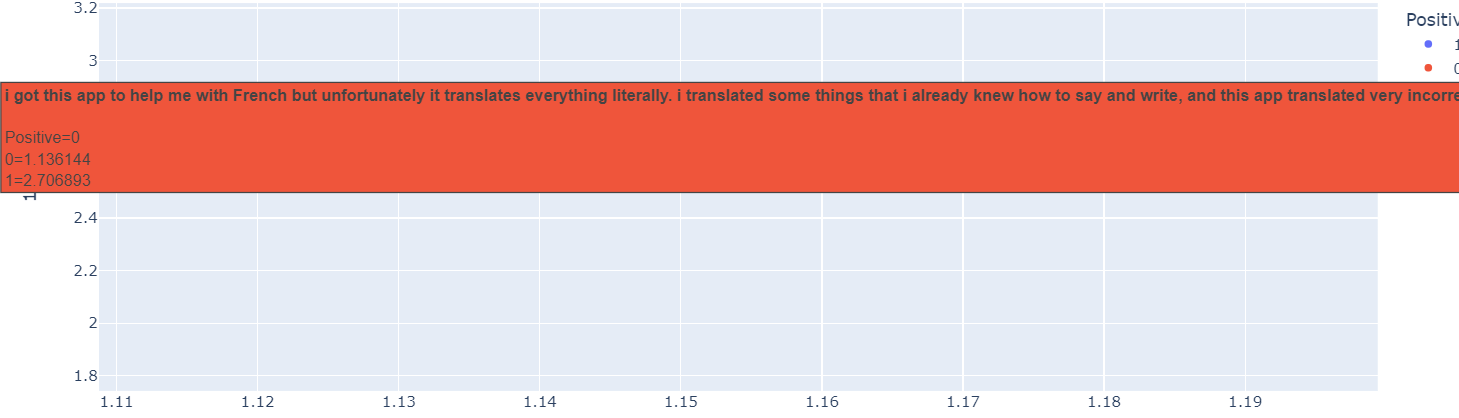 3.2
Positiv
1
3
0
i got this app to help me with French but unfortunately it translates everything literally. i translated some things that i already knew how to say and write, and this app translated very incorre
Positive=0
0=1.136144
1=2.706893
1
2.4
2.2
2
1.8
1.11 1.12 1.13 1.14 1.15 1.16 1.17 1.18 1.19